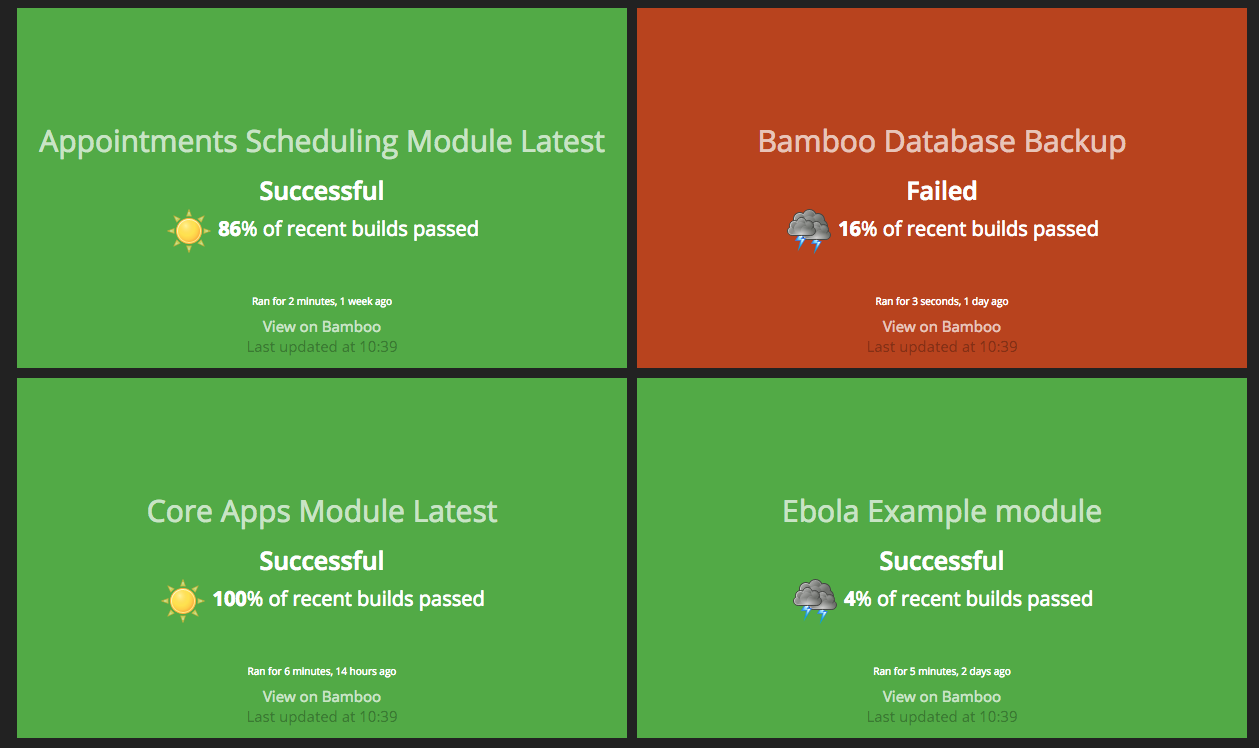 Appointments Scheduling Module Latest
Successful
86% of recent builds passed
Ran for 2 minutes, 1 week ago
View on Bamboo
Last updated at 10:39
Bamboo Database Backup
Failed
16% of recent builds passed
Ran for 3 seconds, 1 day ago
View on Bamboo
Last updated at 10:39
Core Apps Module Latest
Successful
100% of recent builds passed
Ran for 6 minutes, 14 hours ago
View on Bamboo
Last updated at 10:39
Ebola Example module
Successful
4% of recent builds passed
Ran for 5 minutes, 2 days ago
View on Bamboo
Last updated at 10:39